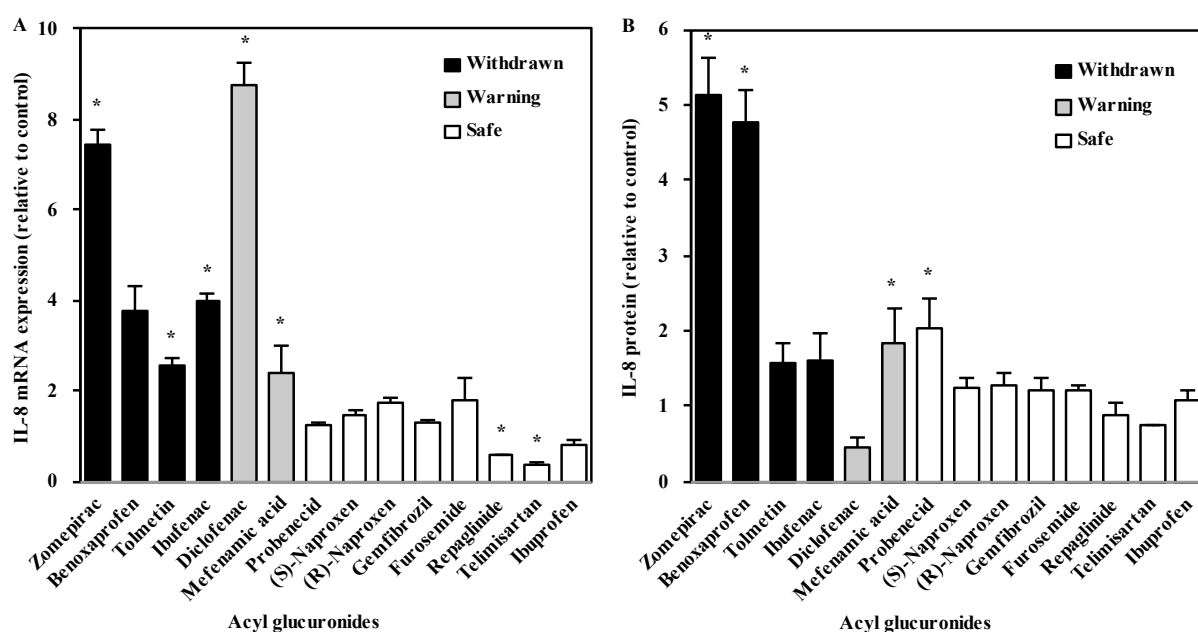 A
IL-8 mRNA expression (relative to control)
10
8
6
4
2
0
*
*
*
*
*
*
*
*
Withdrawn
Warning
Safe
Zomepirac
Benoxaprofen
Tolmetin
Ibufenac
Diclofenac
Mefenamic acid
Probenecid
(S)-Naproxen
(R)-Naproxen
Gemfibrozil
Furosemide
Repaglinide
Telimisartan
Ibuprofen
Acyl glucuronides
B
IL-8 protein (relative to control)
6
5
4
3
2
1
0
*
*
*
*
Withdrawn
Warning
Safe
Zomepirac
Benoxaprofen
Tolmetin
Ibufenac
Diclofenac
Mefenamic acid
Probenecid
(S)-Naproxen
(R)-Naproxen
Gemfibrozil
Furosemide
Repaglinide
Telimisartan
Ibuprofen
Acyl glucuronides